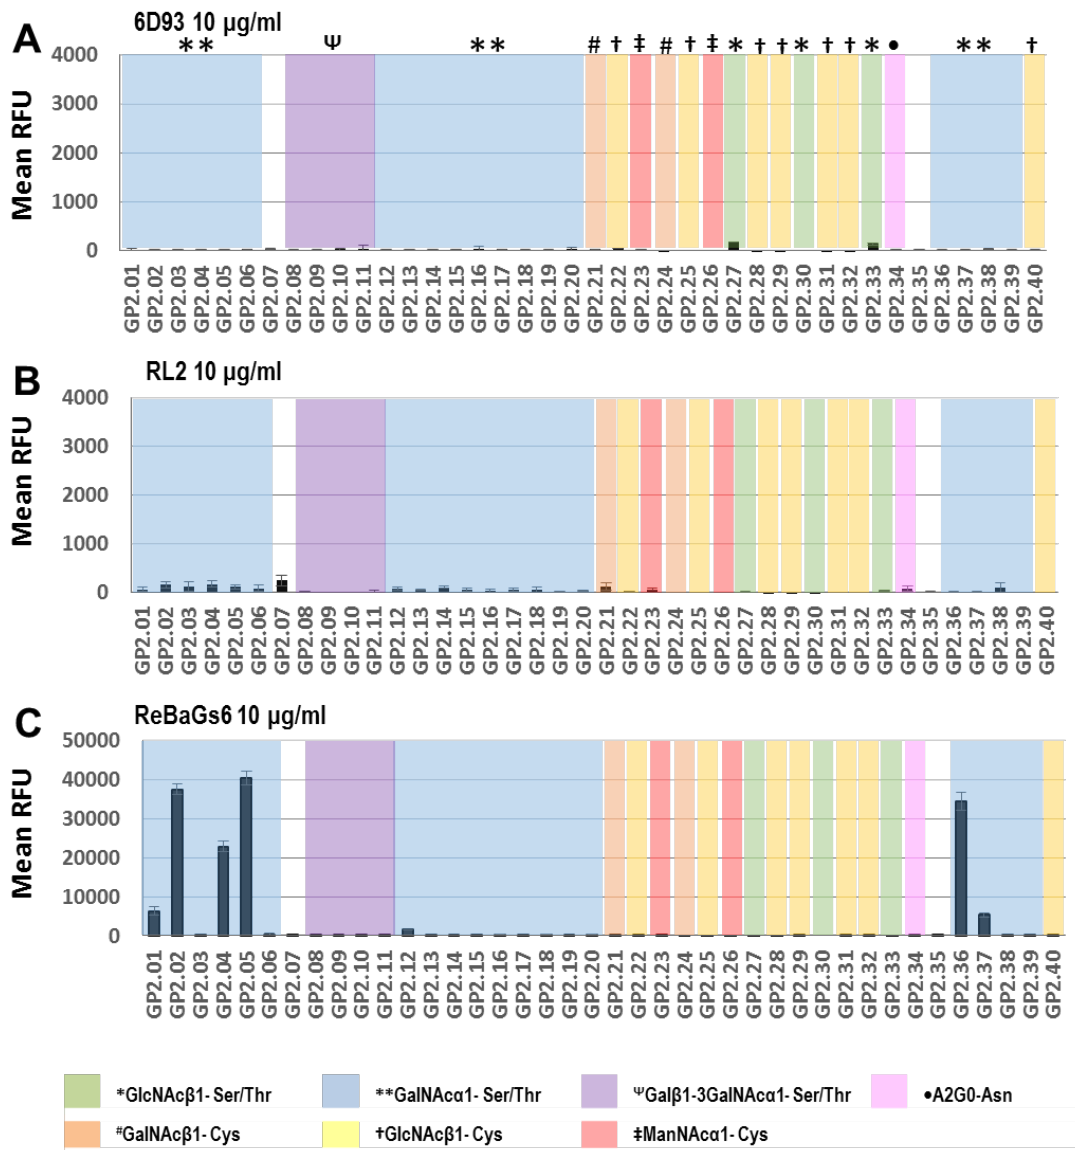 A
6D93 10 µg/ml
** Ψ ** # † ‡ # † ‡ * † † * † † * • ** †
Mean RFU
4000
3000
2000
1000
0
GP2.01 GP2.02 GP2.03 GP2.04 GP2.05 GP2.06 GP2.07 GP2.08 GP2.09 GP2.10 GP2.11 GP2.12 GP2.13 GP2.14 GP2.15 GP2.16 GP2.17 GP2.18 GP2.19 GP2.20 GP2.21 GP2.22 GP2.23 GP2.24 GP2.25 GP2.26 GP2.27 GP2.28 GP2.29 GP2.30 GP2.31 GP2.32 GP2.33 GP2.34 GP2.35 GP2.36 GP2.37 GP2.38 GP2.39 GP2.40
B
RL2 10 µg/ml
Mean RFU
4000
3000
2000
1000
0
GP2.01 GP2.02 GP2.03 GP2.04 GP2.05 GP2.06 GP2.07 GP2.08 GP2.09 GP2.10 GP2.11 GP2.12 GP2.13 GP2.14 GP2.15 GP2.16 GP2.17 GP2.18 GP2.19 GP2.20 GP2.21 GP2.22 GP2.23 GP2.24 GP2.25 GP2.26 GP2.27 GP2.28 GP2.29 GP2.30 GP2.31 GP2.32 GP2.33 GP2.34 GP2.35 GP2.36 GP2.37 GP2.38 GP2.39 GP2.40
C
ReBaGs6 10 µg/ml
Mean RFU
50000
40000
30000
20000
10000
0
GP2.01 GP2.02 GP2.03 GP2.04 GP2.05 GP2.06 GP2.07 GP2.08 GP2.09 GP2.10 GP2.11 GP2.12 GP2.13 GP2.14 GP2.15 GP2.16 GP2.17 GP2.18 GP2.19 GP2.20 GP2.21 GP2.22 GP2.23 GP2.24 GP2.25 GP2.26 GP2.27 GP2.28 GP2.29 GP2.30 GP2.31 GP2.32 GP2.33 GP2.34 GP2.35 GP2.36 GP2.37 GP2.38 GP2.39 GP2.40
*GlcNAcβ1- Ser/Thr **GalNAcα1- Ser/Thr ΨGalβ1-3GalNAcα1- Ser/Thr •A2G0-Asn
#GalNAcβ1- Cys †GlcNAcβ1- Cys ‡ManNAcα1- Cys